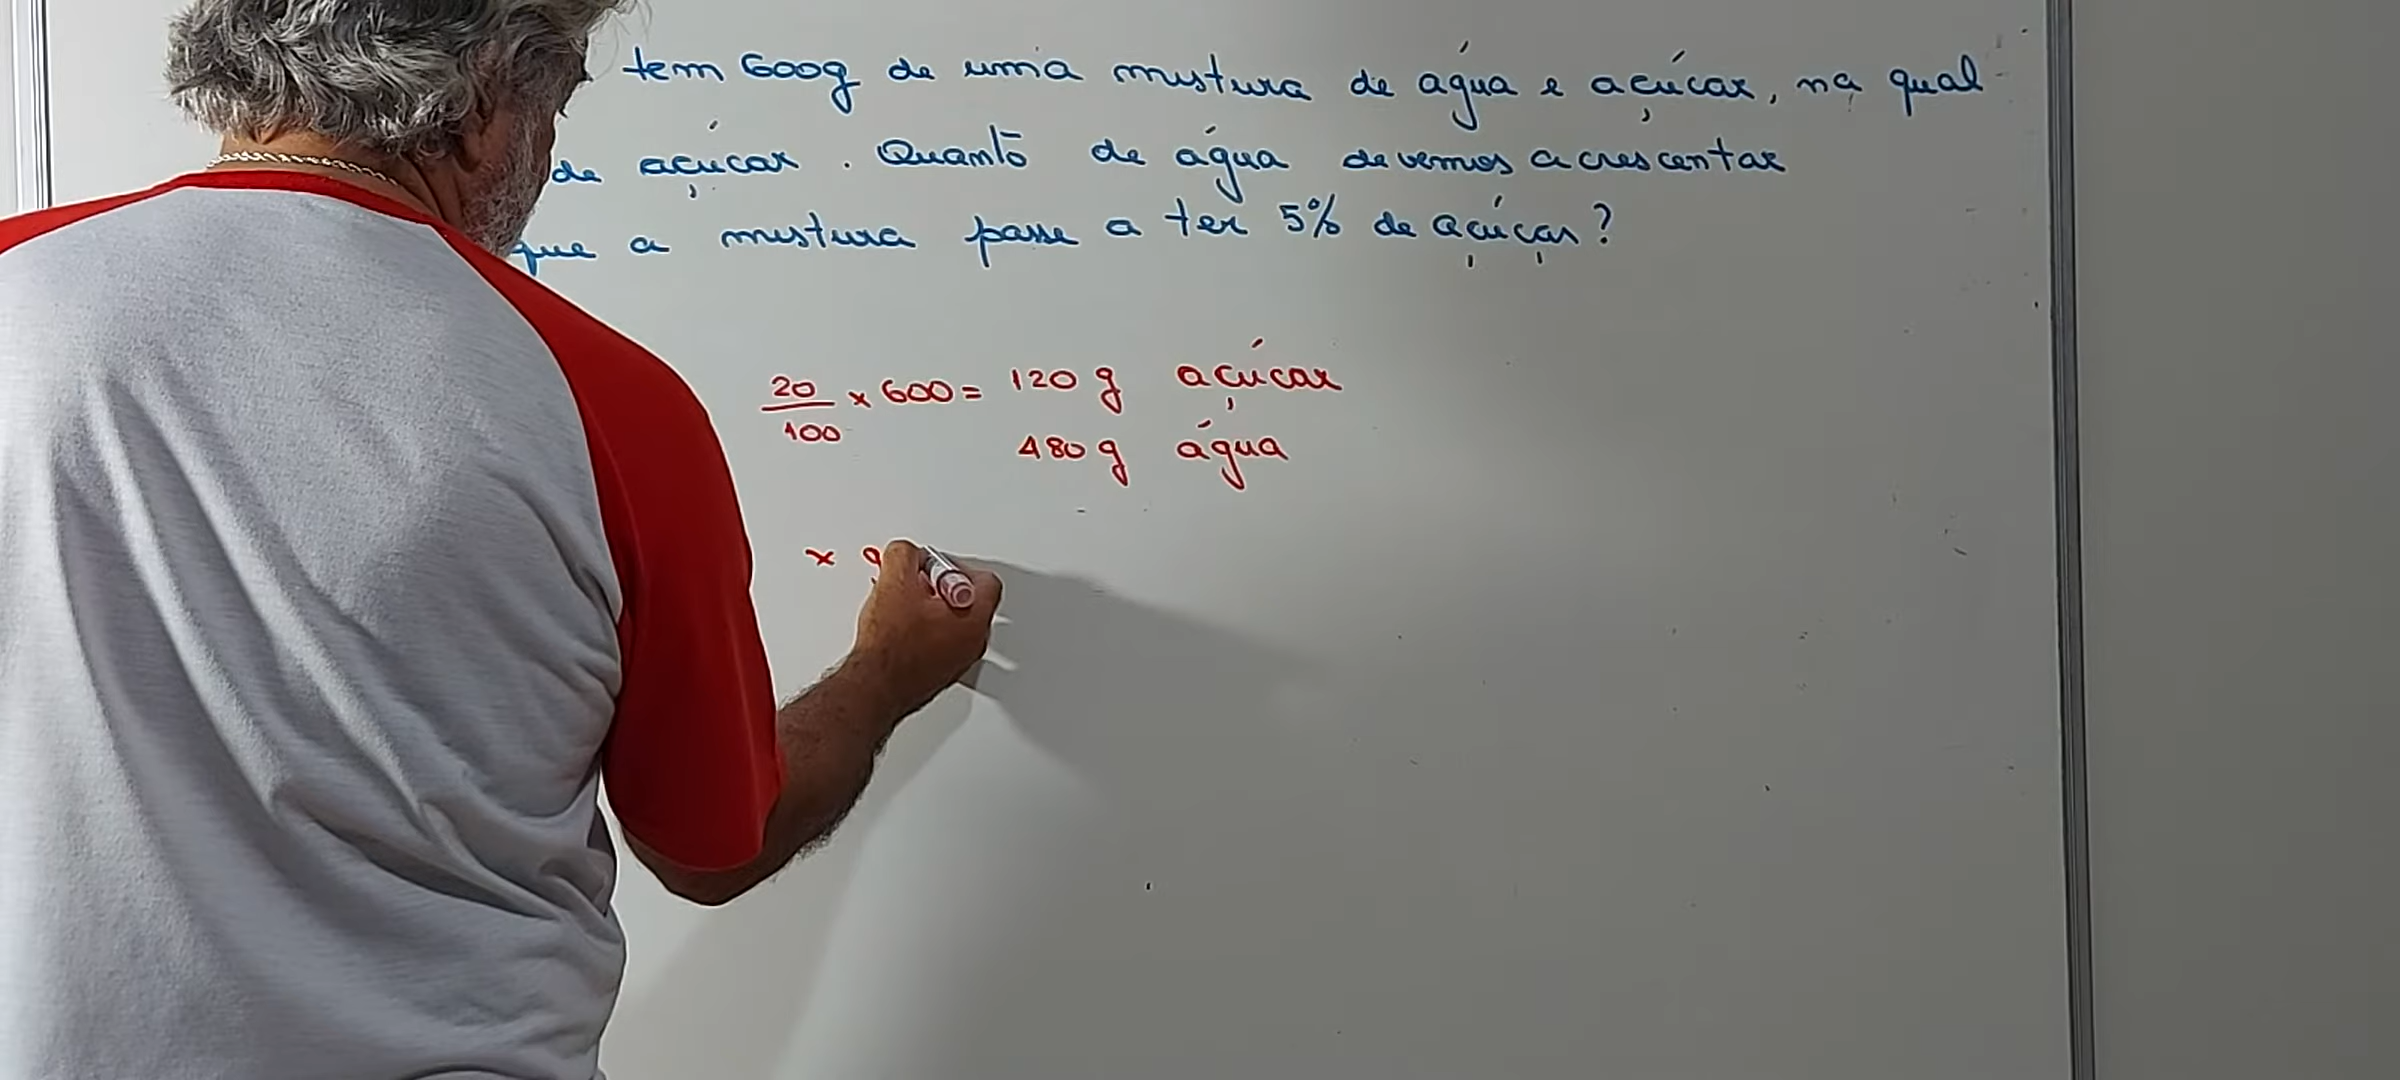 tem 600g de uma mistura de água e açúcar, na qual
de açúcar. Quanto de água devemos acrescentar
que a mistura passe a ter 5% de açúçar?
20/100 x 600 = 120 g açúcar
480 g água
x g